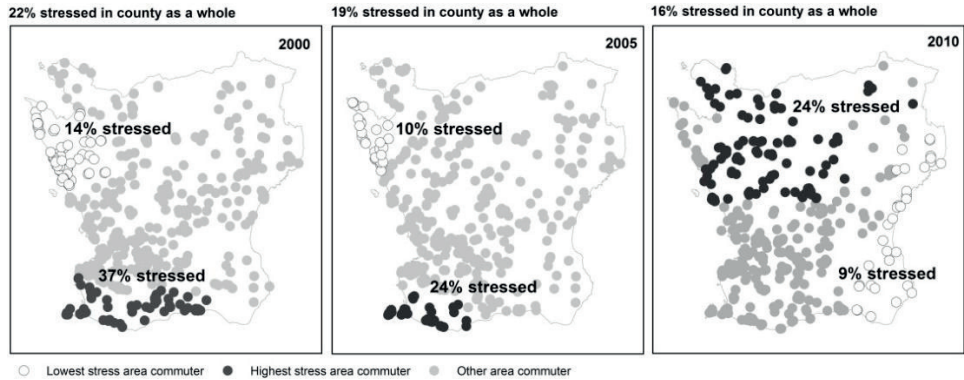 22% stressed in county as a whole
2000
14% stressed
37% stressed
19% stressed in county as a whole
2005
10% stressed
24% stressed
16% stressed in county as a whole
2010
24% stressed
9% stressed
Lowest stress area commuter
Highest stress area commuter
Other area commuter